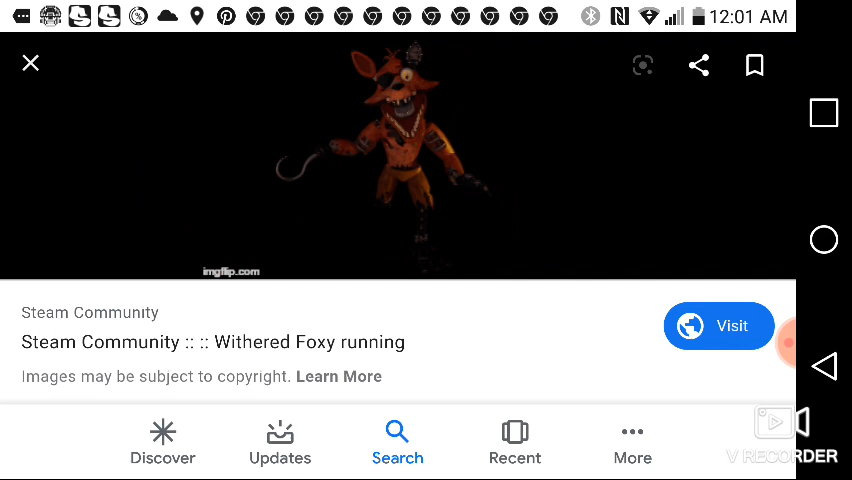 12:01 AM
imgflip.com
Steam Community
Steam Community :: :: Withered Foxy running
Visit
Images may be subject to copyright. Learn More
Discover
Updates
Search
Recent
More
V RECORDER